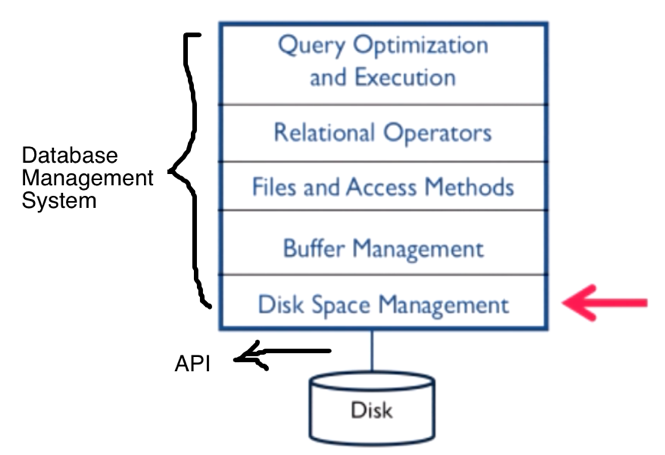 Query Optimization
and Execution
Relational Operators
Files and Access Methods
Buffer Management
Disk Space Management
Database
Management
System
API
Disk